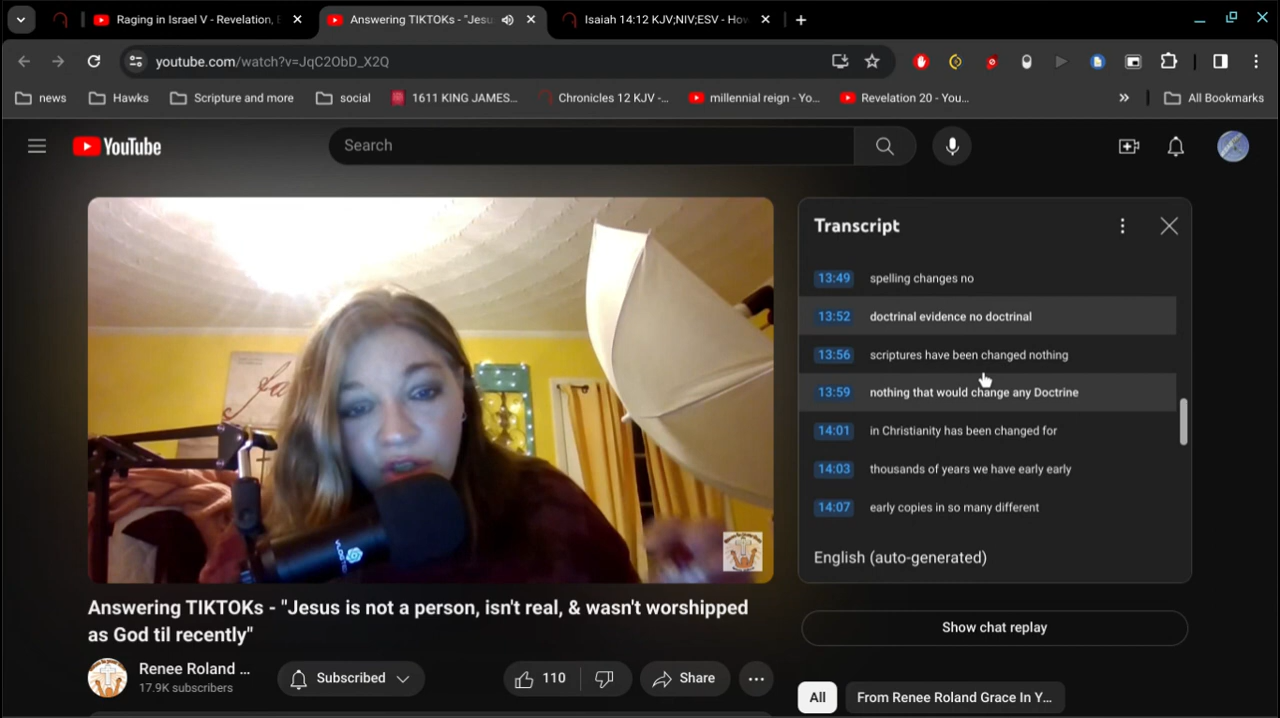 Raging in Israel V - Revelation,
Answering TIKTOKs - "Jesu
Isaiah 14:12 KJV;NIV;ESV - Ho
youtube.com/watch?v=JqC2ObD_X2Q
news
Hawks
Scripture and more
social
1611 KING JAMES...
Chronicles 12 KJV -...
millennial reign - Yo...
Revelation 20 - You...
All Bookmarks
YouTube
Search
Transcript
13:49 spelling changes no
13:52 doctrinal evidence no doctrinal
13:56 scriptures have been changed nothing
13:59 nothing that would change any Doctrine
14:01 in Christianity has been changed for
14:03 thousands of years we have early early
14:07 early copies in so many different
English (auto-generated)
Answering TIKTOKs - "Jesus is not a person, isn't real, & wasn't worshipped
as God til recently"
Show chat replay
Renee Roland ...
17.9K subscribers
Subscribed
110
Share
All
From Renee Roland Grace In Y...